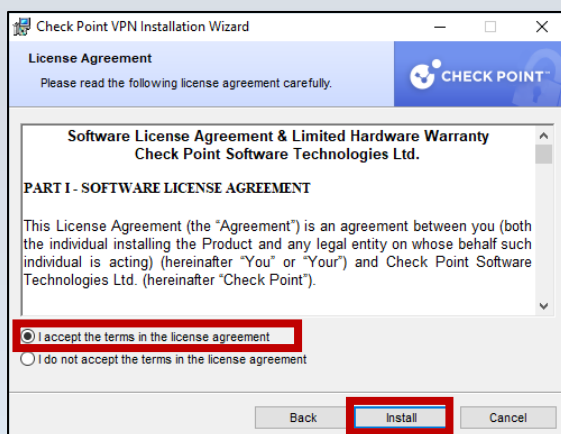 Check Point VPN Installation Wizard
License Agreement
Please read the following license agreement carefully.
CHECK POINT™
Software License Agreement & Limited Hardware Warranty
Check Point Software Technologies Ltd.
PART I - SOFTWARE LICENSE AGREEMENT
This License Agreement (the “Agreement”) is an agreement between you (both
the individual installing the Product and any legal entity on whose behalf such
individual is acting) (hereinafter “You” or “Your”) and Check Point Software
Technologies Ltd. (hereinafter “Check Point”).
I accept the terms in the license agreement
I do not accept the terms in the license agreement
Back Install Cancel